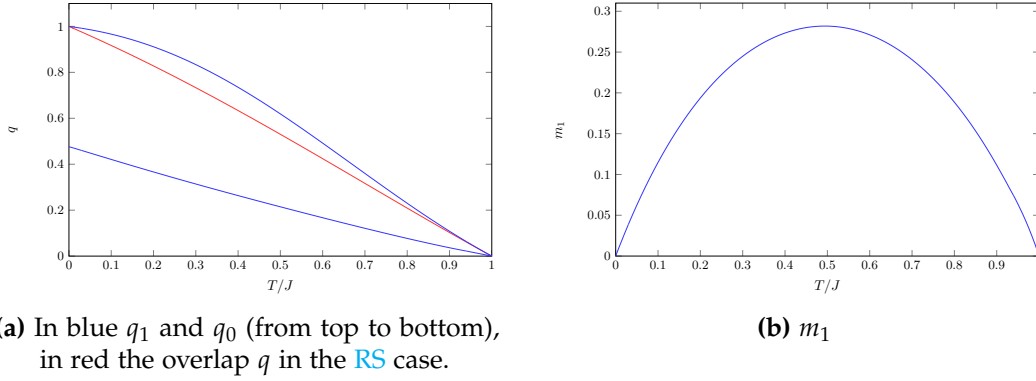 1
0.8
0.6
0.4
0.2
0
q
0 0.1 0.2 0.3 0.4 0.5 0.6 0.7 0.8 0.9 1
T/J
0.3
0.25
0.2
0.15
0.1
0.05
0
m₁
0 0.1 0.2 0.3 0.4 0.5 0.6 0.7 0.8 0.9
T/J
(a) In blue q₁ and q₀ (from top to bottom),
in red the overlap q in the RS case.
(b) m₁